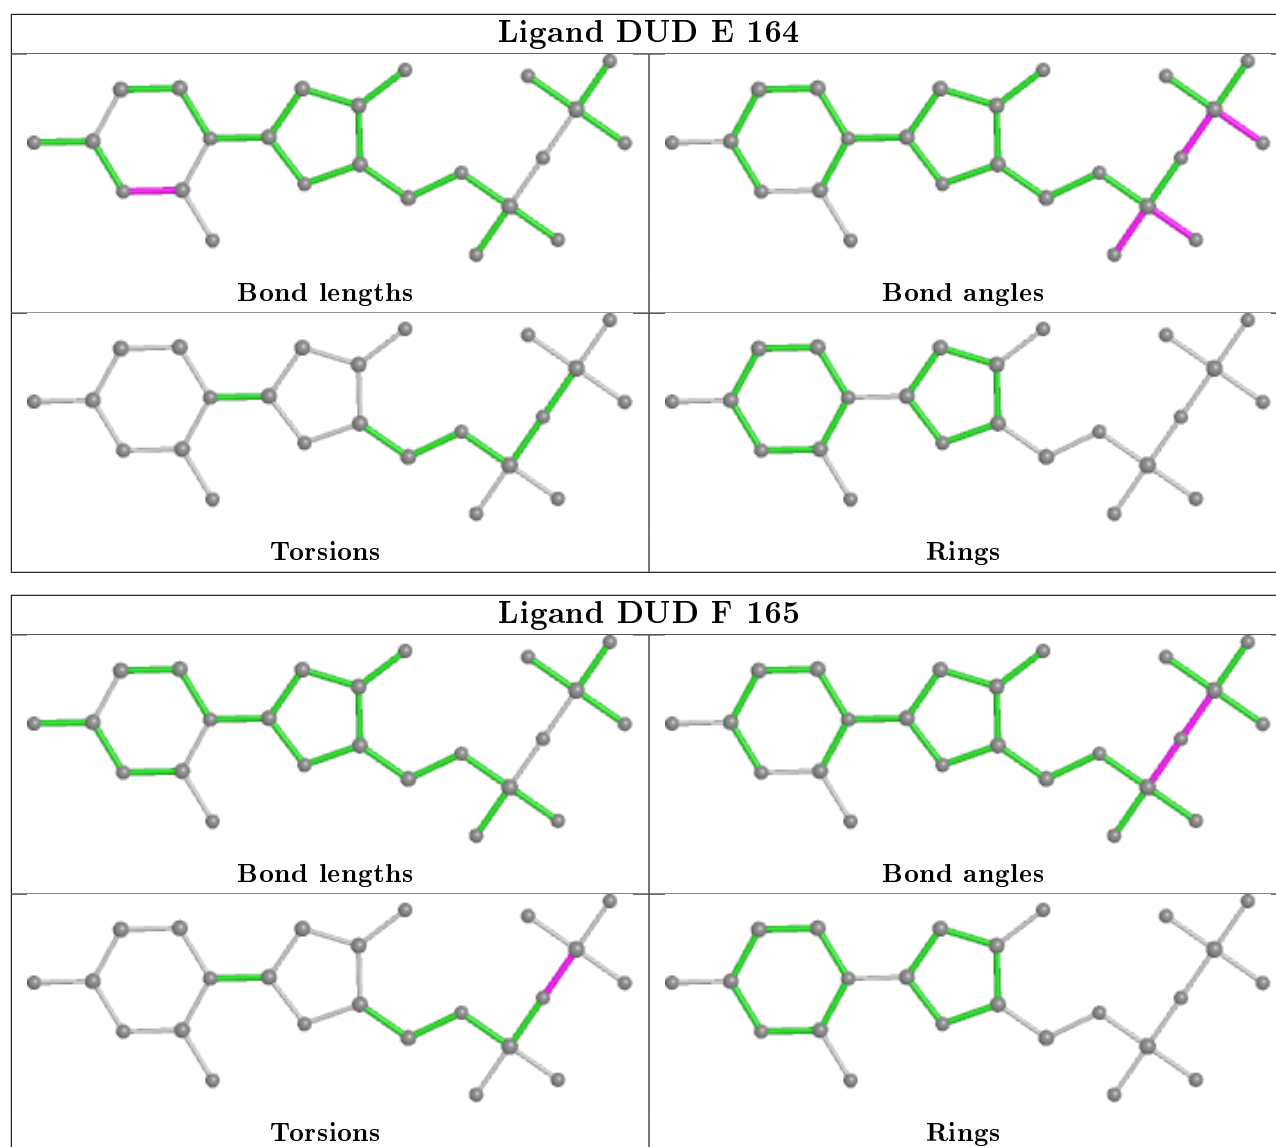 Ligand DUD E 164
Bond lengths
Bond angles
Torsions
Rings
Ligand DUD F 165
Bond lengths
Bond angles
Torsions
Rings